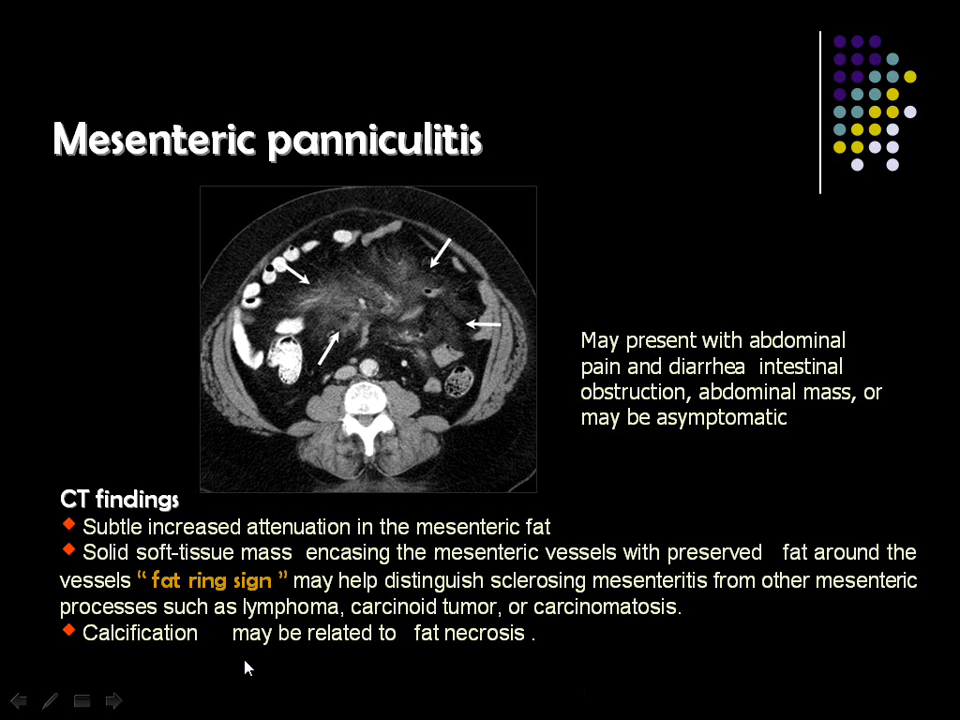 Mesenteric panniculitis
May present with abdominal
pain and diarrhea intestinal
obstruction, abdominal mass, or
may be asymptomatic
CT findings
Subtle increased attenuation in the mesenteric fat
Solid soft-tissue mass encasing the mesenteric vessels with preserved fat around the
vessels “ fat ring sign ” may help distinguish sclerosing mesenteritis from other mesenteric
processes such as lymphoma, carcinoid tumor, or carcinomatosis.
Calcification may be related to fat necrosis .